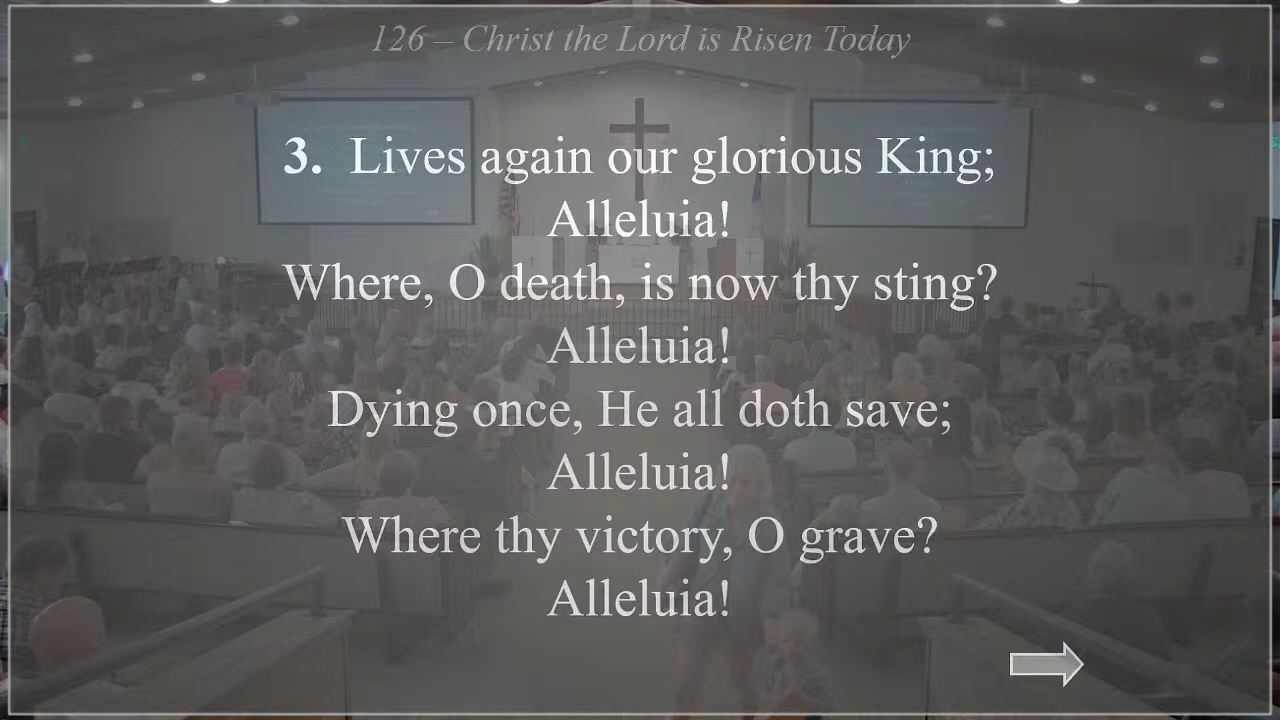 126 – Christ the Lord is Risen Today
3. Lives again our glorious King;
Alleluia!
Where, O death, is now thy sting?
Alleluia!
Dying once, He all doth save;
Alleluia!
Where thy victory, O grave?
Alleluia!